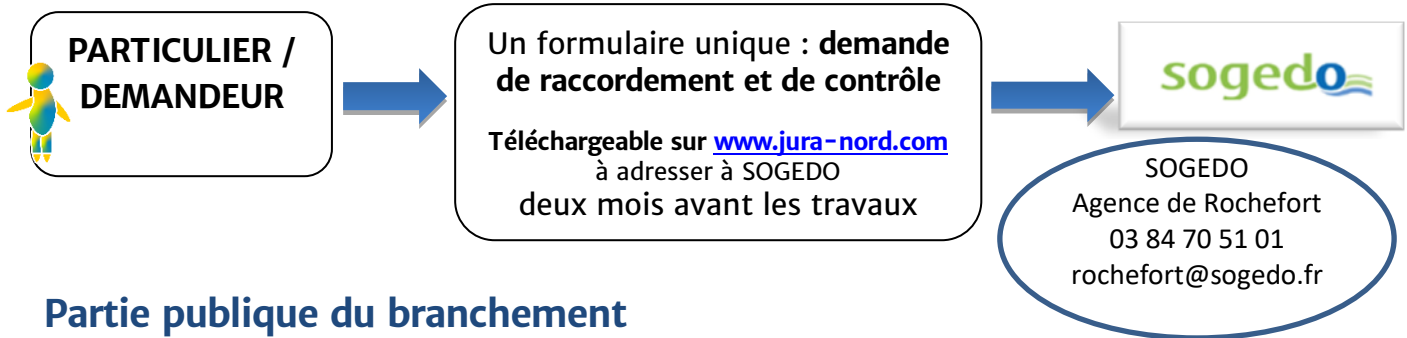 PARTICULIER /
DEMANDEUR
Un formulaire unique : demande
de raccordement et de contrôle
Téléchargeable sur www.jura-nord.com
à adresser à SOGEDO
deux mois avant les travaux
sogedo
SOGEDO
Agence de Rochefort
03 84 70 51 01
rochefort@sogedo.fr
Partie publique du branchement